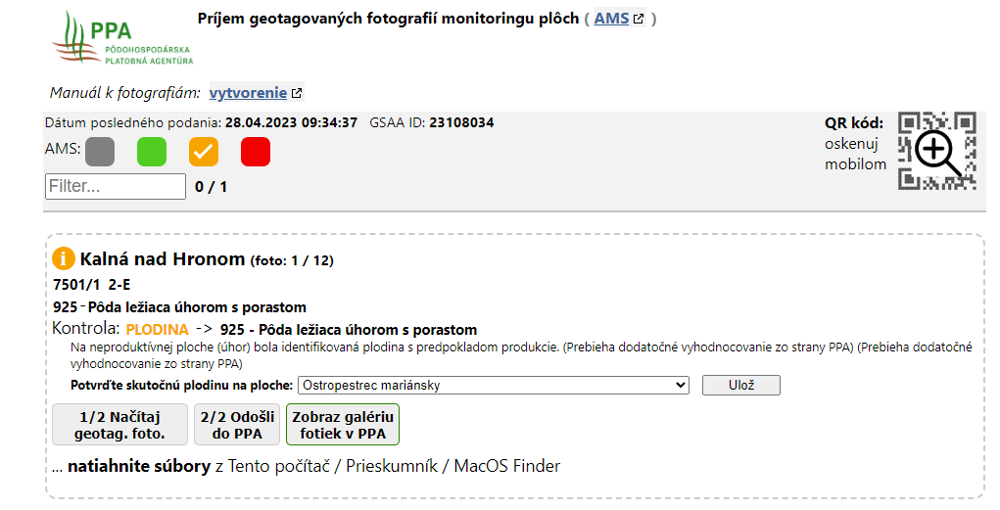 PPA
PÔDOHOSPODÁRSKA
PLATOBNÁ AGENTÚRA
Príjem geotagovaných fotografií monitoringu plôch ( AMS )
Manuál k fotografiám: vytvorenie
Dátum posledného podania: 28.04.2023 09:34:37 GSAA ID: 23108034
QR kód:
oskenuj
mobilom
AMS:
Filter... 0 / 1
i Kalná nad Hronom (foto: 1 / 12)
7501/1 2-E
925 - Pôda ležiaca úhorom s porastom
Kontrola: PLODINA -> 925 - Pôda ležiaca úhorom s porastom
Na neproduktívnej ploche (úhor) bola identifikovaná plodina s predpokladom produkcie. (Prebieha dodatočné vyhodnocovanie zo strany PPA) (Prebieha dodatočné
vyhodnocovanie zo strany PPA)
Potvrďte skutočnú plodinu na ploche: Ostropestrec mariánsky Ulož
1/2 Načítaj
geotag. foto.
2/2 Odošli
do PPA
Zobraz galériu
fotiek v PPA
... natiahnite súbory z Tento počítač / Prieskumník / MacOS Finder